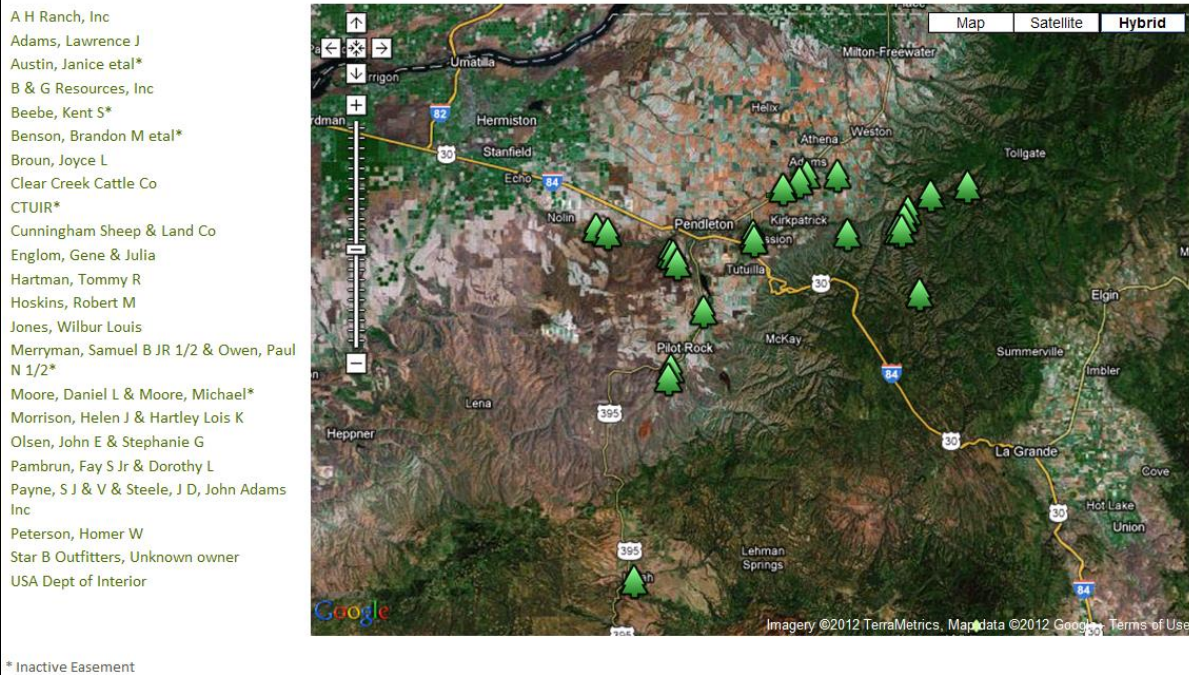 A H Ranch, Inc
Adams, Lawrence J
Austin, Janice etal*
B & G Resources, Inc
Beebe, Kent S*
Benson, Brandon M etal*
Broun, Joyce L
Clear Creek Cattle Co
CTUIR*
Cunningham Sheep & Land Co
Englom, Gene & Julia
Hartman, Tommy R
Hoskins, Robert M
Jones, Wilbur Louis
Merryman, Samuel B JR 1/2 & Owen, Paul
N 1/2*
Moore, Daniel L & Moore, Michael*
Morrison, Helen J & Hartley Lois K
Olsen, John E & Stephanie G
Pambrun, Fay S Jr & Dorothy L
Payne, S J & V & Steele, J D, John Adams
Inc
Peterson, Homer W
Star B Outfitters, Unknown owner
USA Dept of Interior
* Inactive Easement
Map
Satellite
Hybrid
Milton-Freewater
Umatilla
rrigon
82
Helix
rdman
Hermiston
Athena
Weston
30
Stanfield
Tollgate
Adams
Echo
84
Nolin
Pendleton
Kirkpatrick
ssion
Tutuilla
30
Elgin
McKay
Pilot Rock
Summerville
Imbler
84
Lena
395
Heppner
30
La Grande
Cove
Hot Lake
30
Union
395
Lehman
Springs
84
Google
395
30
Imagery ©2012 TerraMetrics, Map data ©2012 Google - Terms of Use